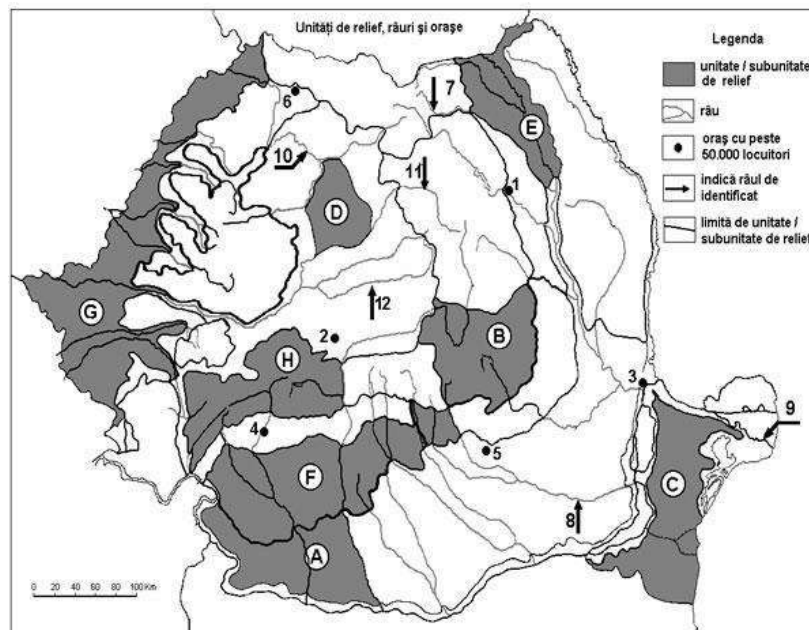 Unități de relief, râuri și orașe
Legenda
unitate / subunitate
de relief
râu
oraș cu peste
50.000 locuitori
indică râul de
identificat
limită de unitate /
subunitate de relief
7
6
E
10
11
1
D
G
12
B
2
H
3
9
4
5
F
C
8
A
0 20 40 60 80 100 Km